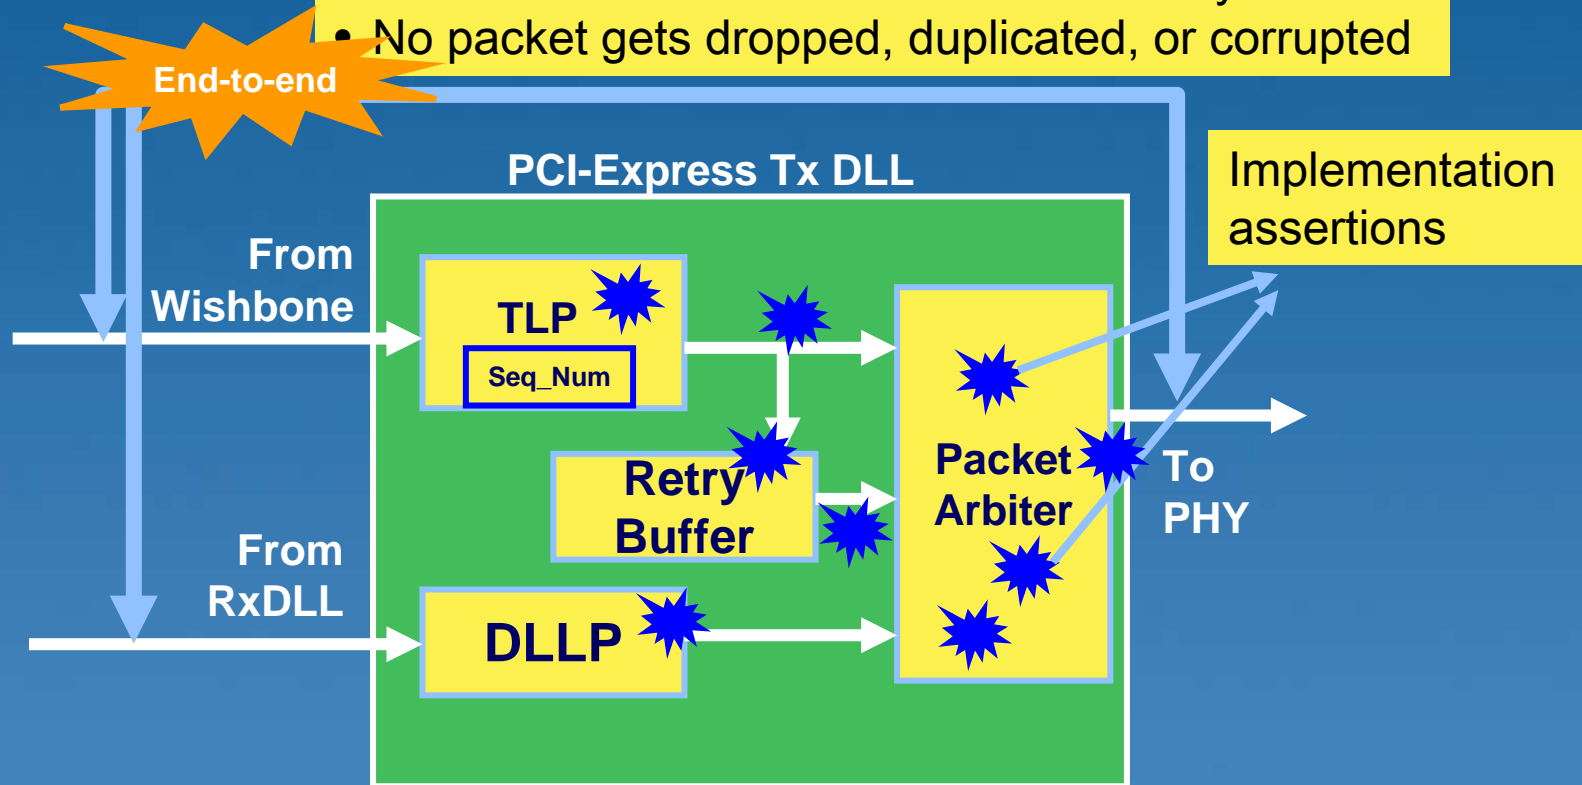 • No packet gets dropped, duplicated, or corrupted
End-to-end
PCI-Express Tx DLL
Implementation
assertions
From
Wishbone
TLP
Seq_Num
Retry
Buffer
Packet
Arbiter
To
PHY
From
RxDLL
DLLP